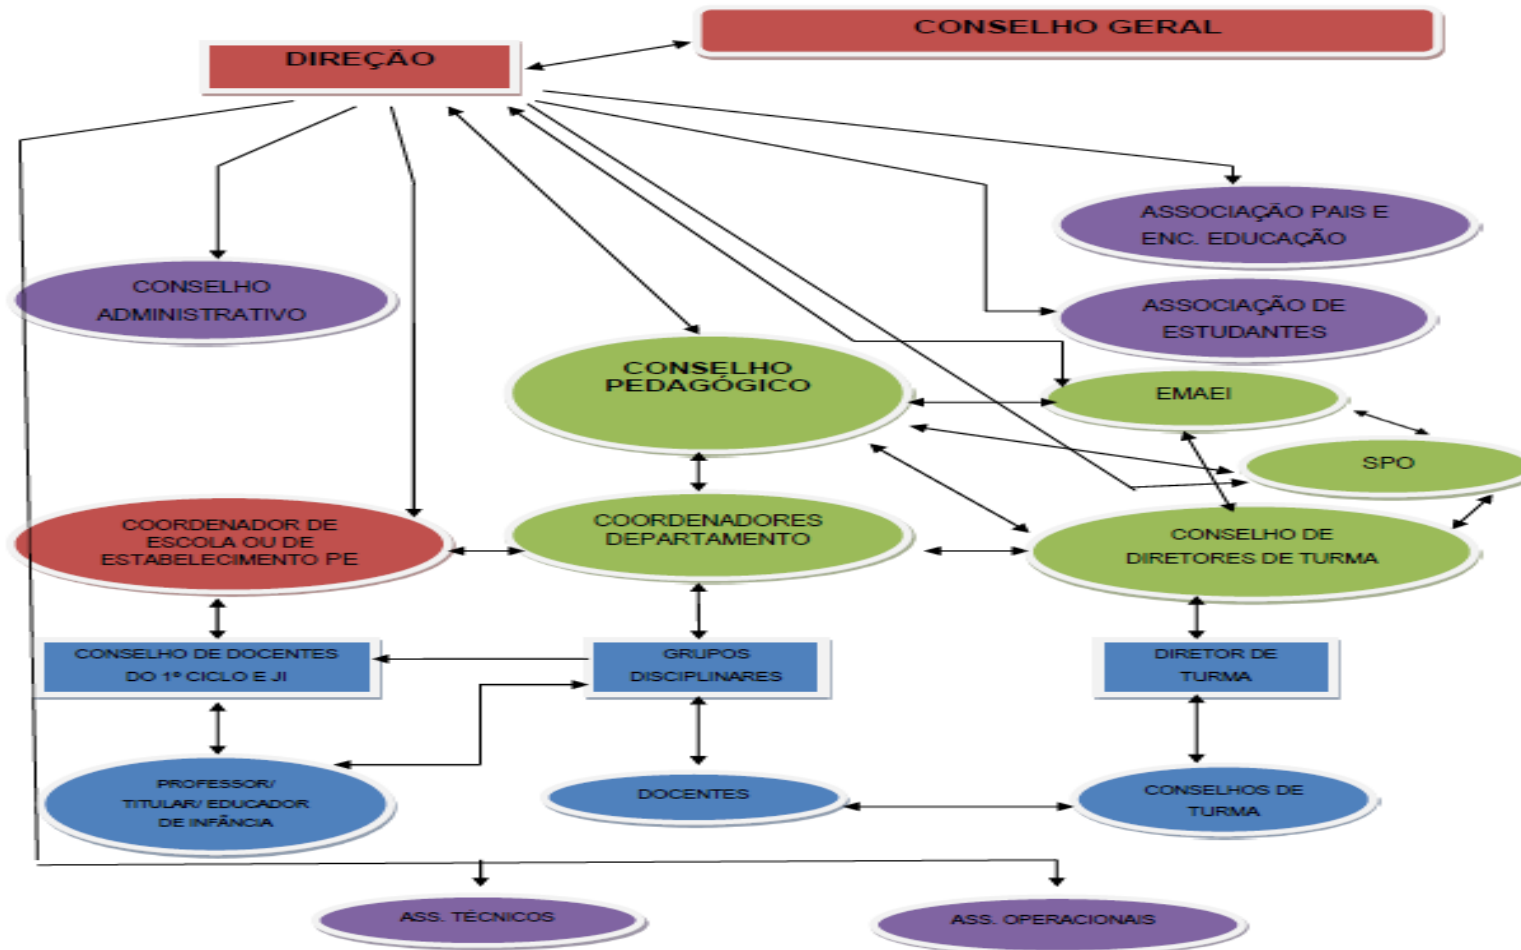 CONSELHO GERAL
DIREÇÃO
ASSOCIAÇÃO PAIS E
ENC. EDUCAÇÃO
CONSELHO
ADMINISTRATIVO
ASSOCIAÇÃO DE
ESTUDANTES
CONSELHO
PEDAGÓGICO
EMAEI
SPO
COORDENADOR DE
ESCOLA OU DE
ESTABELECIMENTO PE
COORDENADORES
DEPARTAMENTO
CONSELHO DE
DIRETORES DE TURMA
CONSELHO DE DOCENTES
DO 1º CICLO E JI
GRUPOS
DISCIPLINARES
DIRETOR DE
TURMA
PROFESSOR/
TITULAR/ EDUCADOR
DE INFÂNCIA
DOCENTES
CONSELHOS DE
TURMA
ASS. TÉCNICOS
ASS. OPERACIONAIS